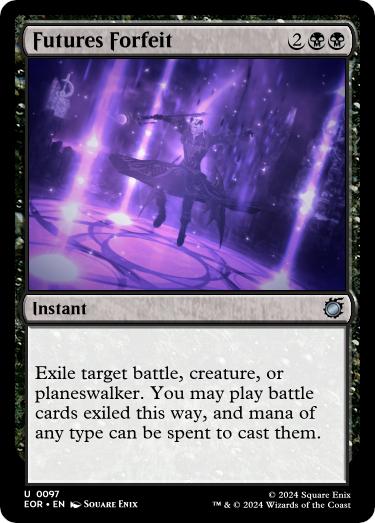 Futures Forfeit 2
Instant
Exile target battle, creature, or
planeswalker. You may play battle
cards exiled this way, and mana of
any type can be spent to cast them.
U 0097 © 2024 Square Enix
EOR • EN Square Enix ™ & © 2024 Wizards of the Coast